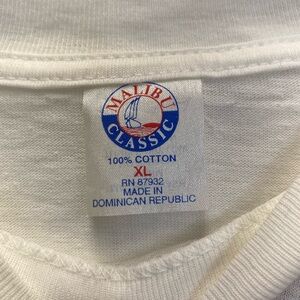 MALIBU
CLASSIC
100% COTTON
XL
RN 87932
MADE IN
DOMINICAN REPUBLIC